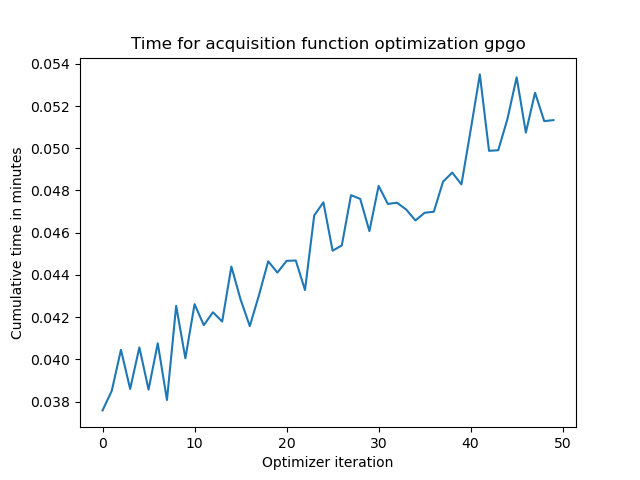 Time for acquisition function optimization gpgo
0.054
0.052
0.050
0.048
0.046
0.044
0.042
0.040
0.038
Cumulative time in minutes
0 10 20 30 40 50
Optimizer iteration